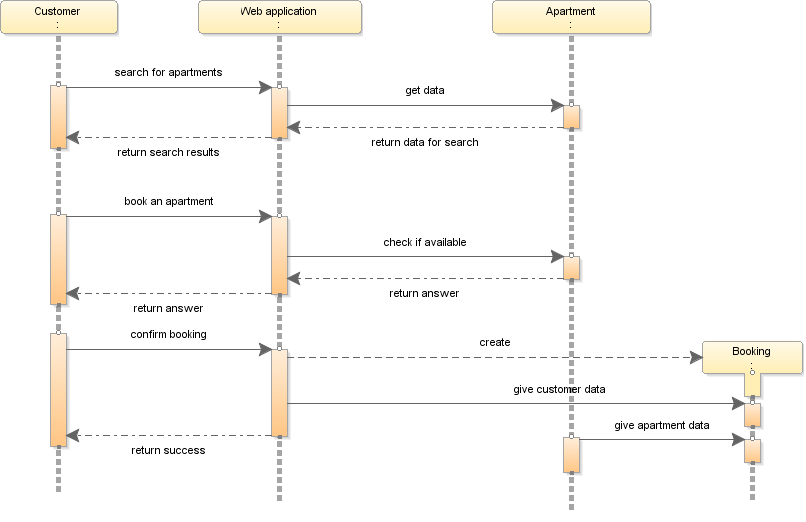 Customer
:
Web application
:
Apartment
:
search for apartments
get data
return data for search
return search results
book an apartment
check if available
return answer
return answer
confirm booking
create
Booking
:
give customer data
give apartment data
return success